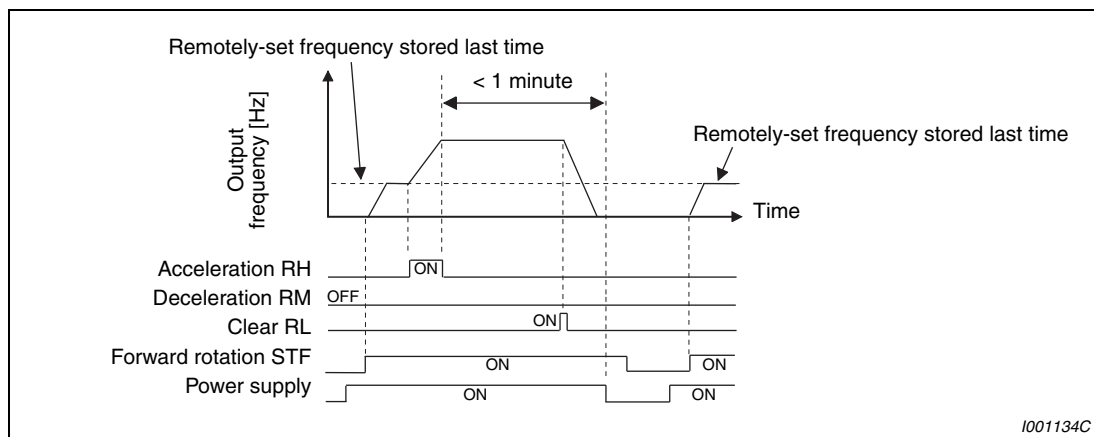 Remotely-set frequency stored last time
< 1 minute
Output
frequency [Hz]
Remotely-set frequency stored last time
Time
Acceleration RH
ON
Deceleration RM
OFF
Clear RL
ON
Forward rotation STF
ON
ON
Power supply
ON
ON
I001134C